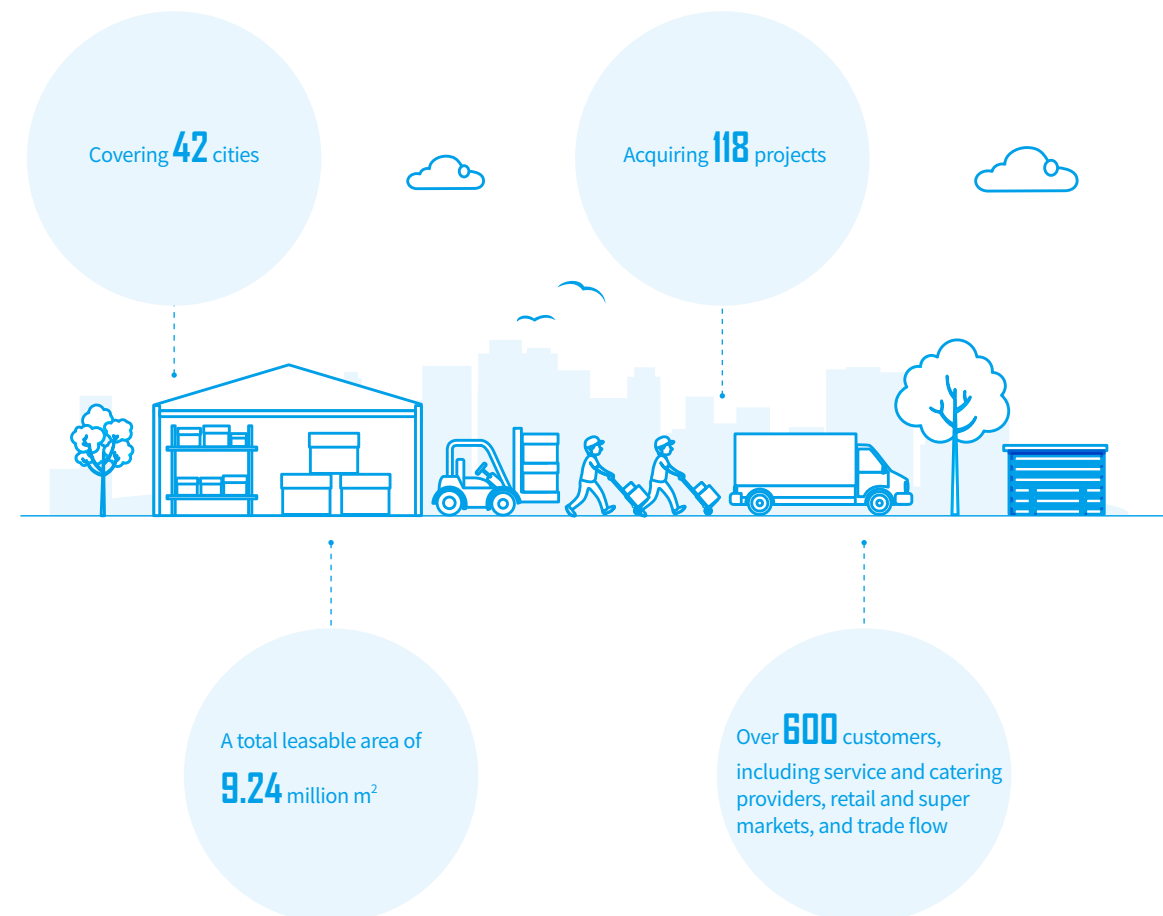 Covering 42 cities
Acquiring 118 projects
A total leasable area of
9.24 million m²
Over 600 customers,
including service and catering
providers, retail and super
markets, and trade flow